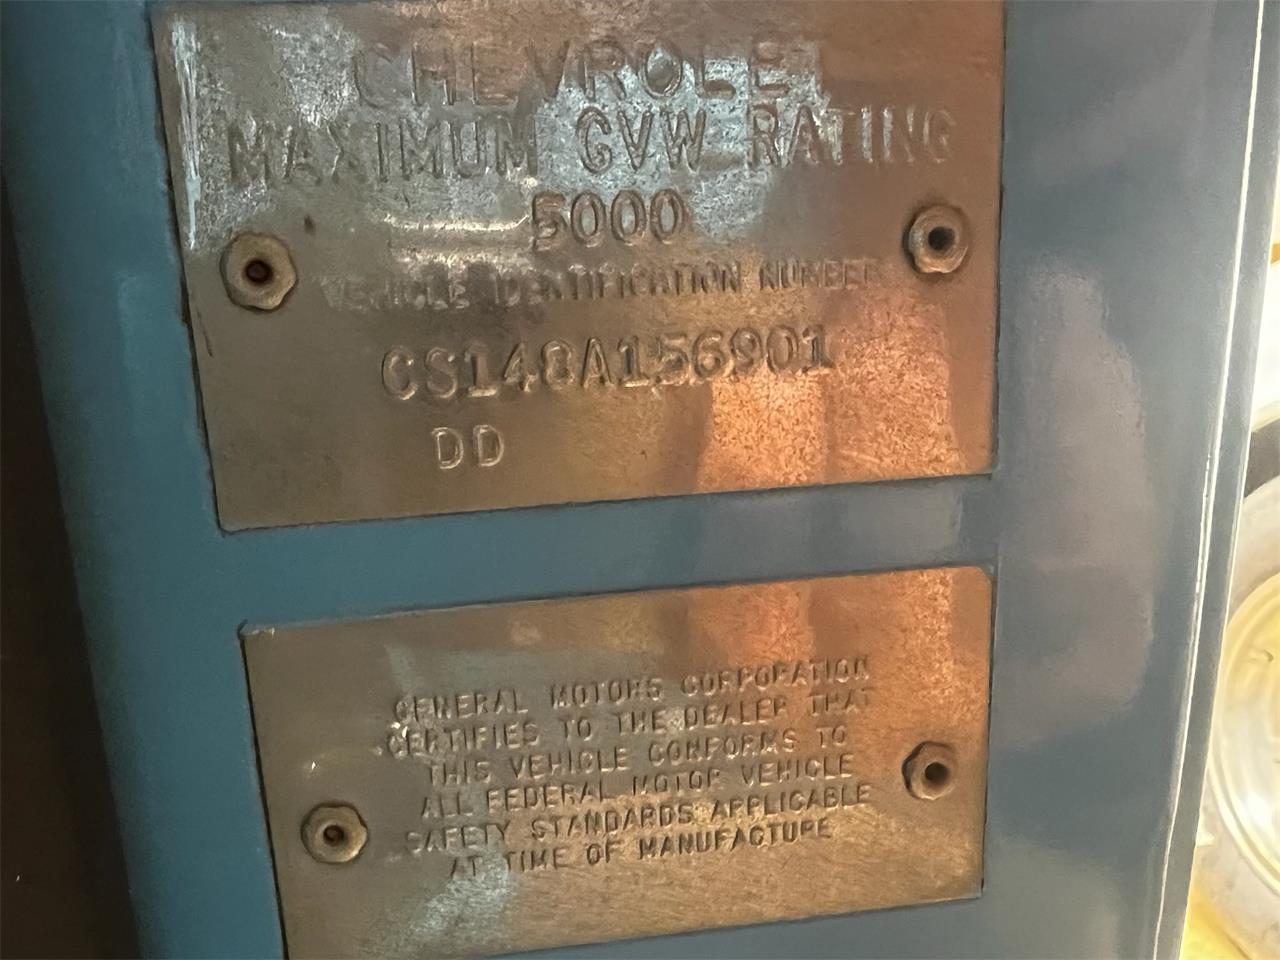 CHEVROLET
MAXIMUM GVW RATING
5000
VEHICLE IDENTIFICATION NUMBER
CS148A156901
DD
GENERAL MOTORS CORPORATION
CERTIFIES TO THE DEALER THAT
THIS VEHICLE CONFORMS TO
ALL FEDERAL MOTOR VEHICLE
SAFETY STANDARDS APPLICABLE
AT TIME OF MANUFACTURE